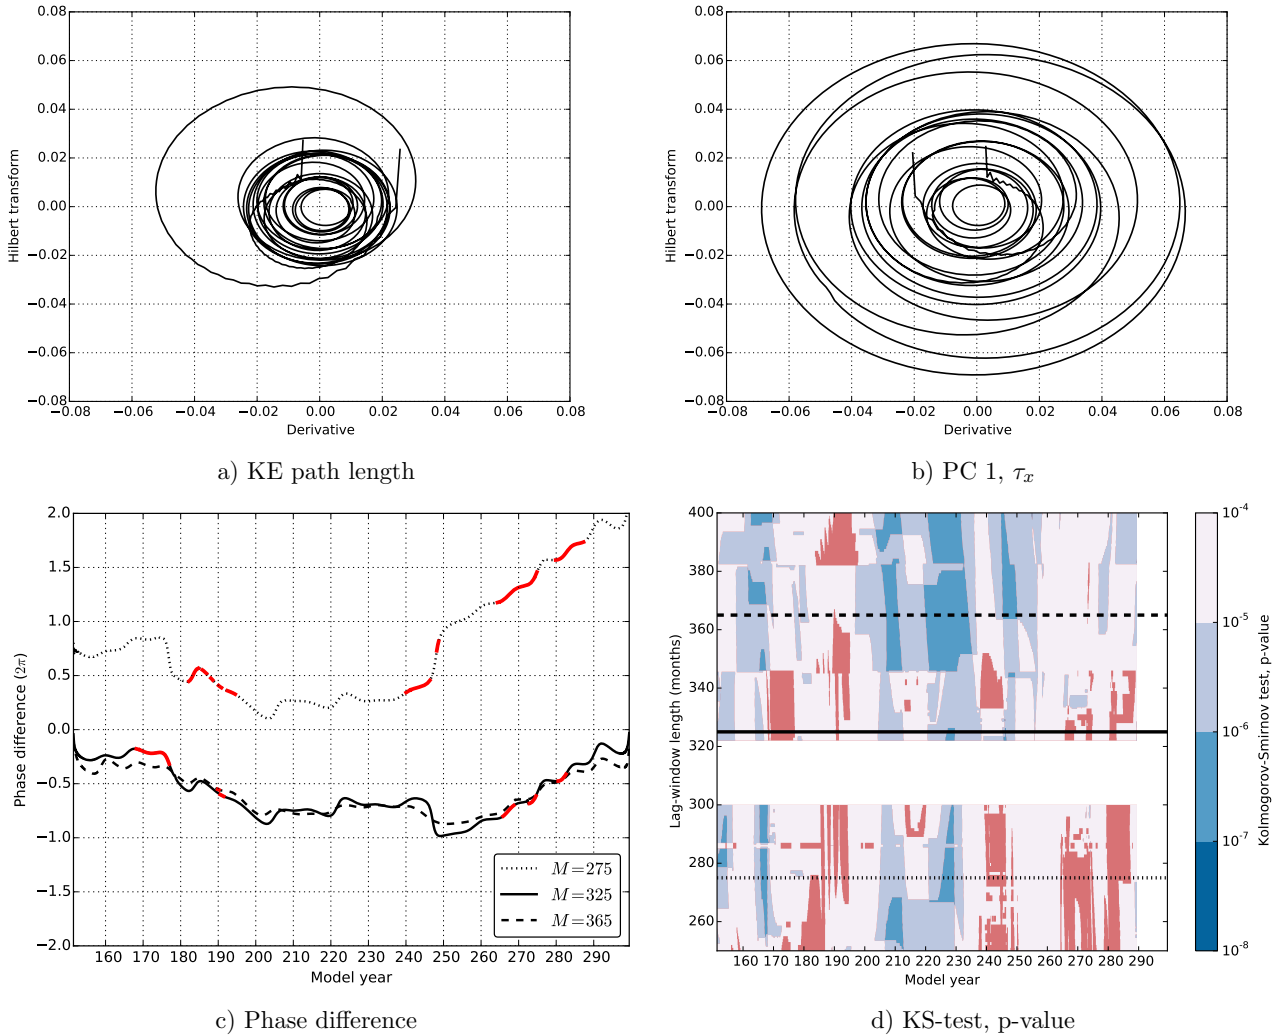 0.08
0.06
0.04
0.02
0.00
−0.02
−0.04
−0.06
−0.08
Hilbert transform
−0.08 −0.06 −0.04 −0.02 0.00 0.02 0.04 0.06 0.08
Derivative
a) KE path length
0.08
0.06
0.04
0.02
0.00
−0.02
−0.04
−0.06
−0.08
Hilbert transform
−0.08 −0.06 −0.04 −0.02 0.00 0.02 0.04 0.06 0.08
Derivative
b) PC 1, τₓ
2.0
1.5
1.0
0.5
0.0
−0.5
−1.0
−1.5
−2.0
Phase difference (2π)
M=275
M=325
M=365
160 170 180 190 200 210 220 230 240 250 260 270 280 290
Model year
c) Phase difference
400
380
360
340
320
300
280
260
Lag-window length (months)
160 170 180 190 200 210 220 230 240 250 260 270 280 290
Model year
10⁻⁴
10⁻⁵
10⁻⁶
10⁻⁷
10⁻⁸
Kolmogorov-Smirnov test, p-value
d) KS-test, p-value